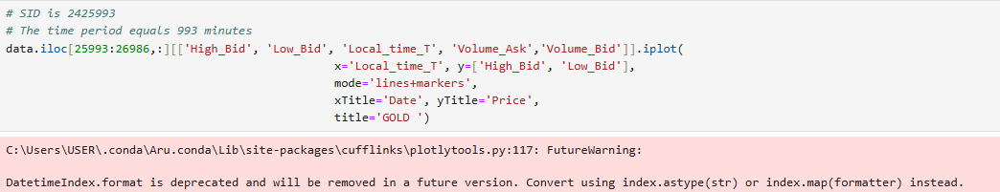 # SID is 2425993
# The time period equals 993 minutes
data.iloc[25993:26986,:][['High_Bid', 'Low_Bid', 'Local_time_T', 'Volume_Ask','Volume_Bid']].iplot(
x='Local_time_T', y=['High_Bid', 'Low_Bid'],
mode='lines+markers',
xTitle='Date', yTitle='Price',
title='GOLD ')
C:\Users\USER\.conda\Aru.conda\Lib\site-packages\cufflinks\plotlytools.py:117: FutureWarning:
DatetimeIndex.format is deprecated and will be removed in a future version. Convert using index.astype(str) or index.map(formatter) instead.